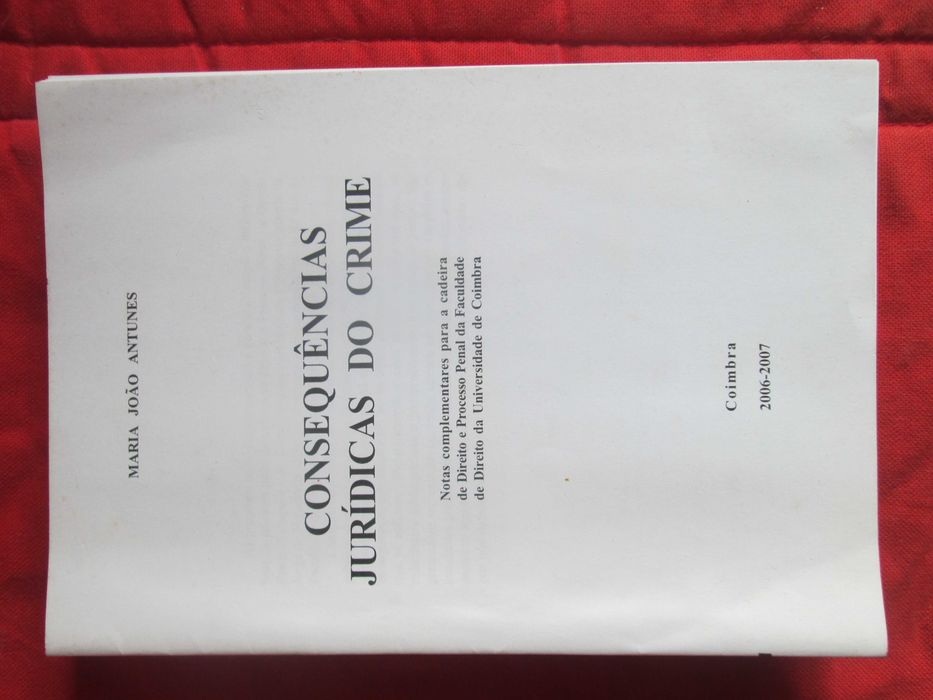 MARIA JOÃO ANTUNES
CONSEQUÊNCIAS
JURÍDICAS DO CRIME
Notas complementares para a cadeira
de Direito e Processo Penal da Faculdade
de Direito da Universidade de Coimbra
Coimbra
2006-2007